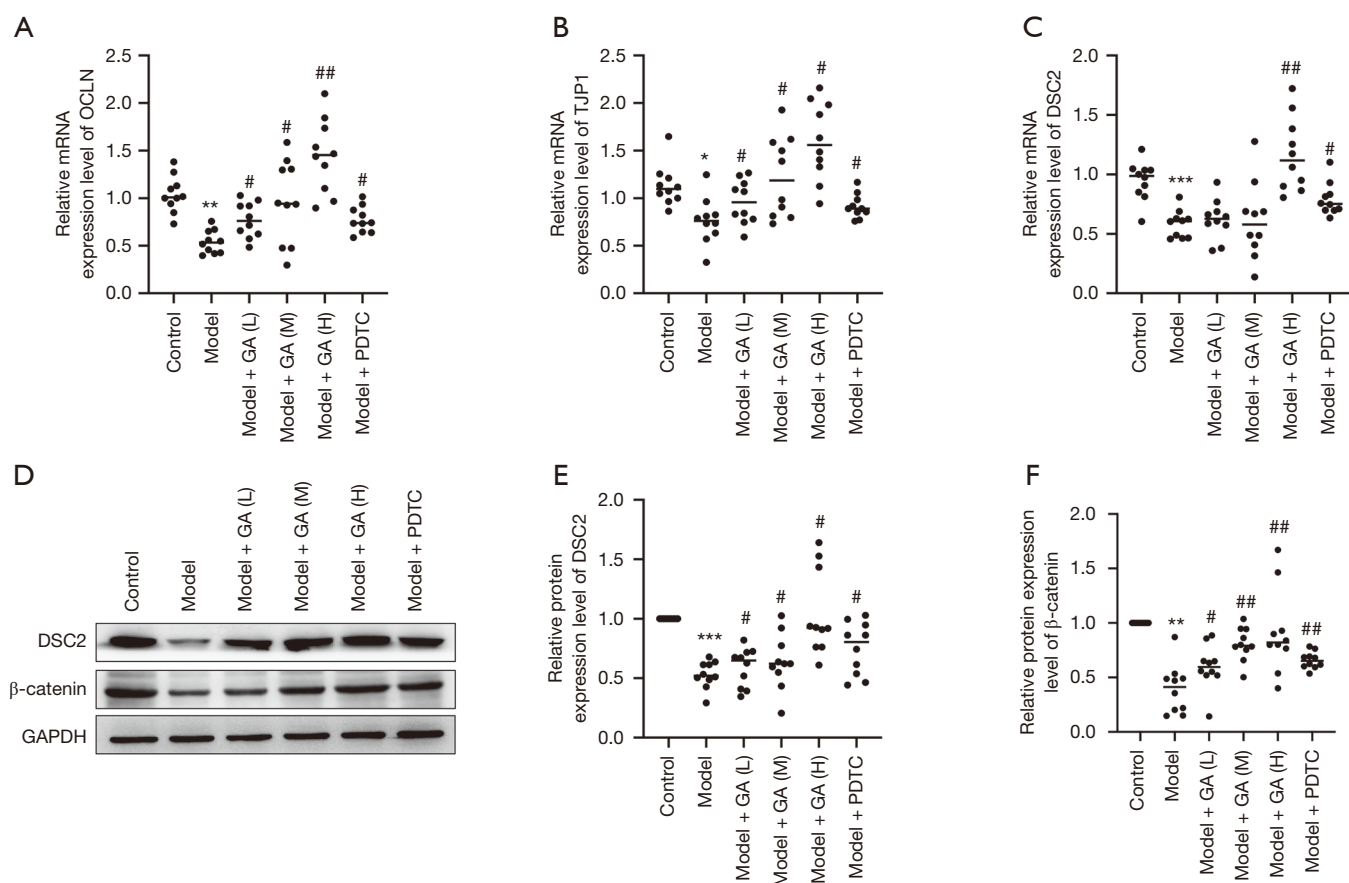 A
Relative mRNA
expression level of OCLN
2.5
2.0
1.5
1.0
0.5
0.0
**
#
#
##
#
Control
Model
Model + GA (L)
Model + GA (M)
Model + GA (H)
Model + PDTC
B
Relative mRNA
expression level of TJP1
2.5
2.0
1.5
1.0
0.5
0.0
*
#
#
#
#
Control
Model
Model + GA (L)
Model + GA (M)
Model + GA (H)
Model + PDTC
C
Relative mRNA
expression level of DSC2
2.0
1.5
1.0
0.5
0.0
***
##
#
Control
Model
Model + GA (L)
Model + GA (M)
Model + GA (H)
Model + PDTC
D
Control
Model
Model + GA (L)
Model + GA (M)
Model + GA (H)
Model + PDTC
DSC2
β-catenin
GAPDH
E
Relative protein
expression level of DSC2
2.0
1.5
1.0
0.5
0.0
***
#
#
#
#
Control
Model
Model + GA (L)
Model + GA (M)
Model + GA (H)
Model + PDTC
F
Relative protein expression
level of β-catenin
2.0
1.5
1.0
0.5
0.0
**
#
##
##
##
Control
Model
Model + GA (L)
Model + GA (M)
Model + GA (H)
Model + PDTC